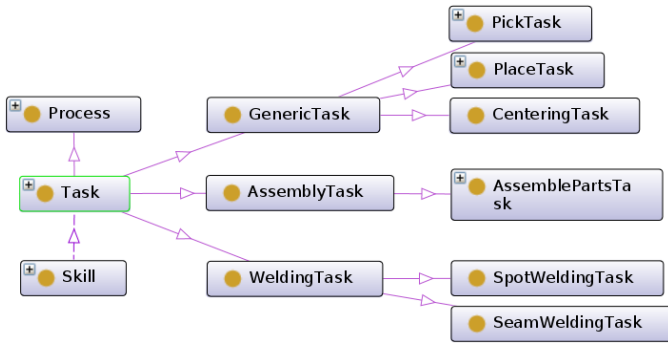 PickTask
PlaceTask
Process
GenericTask
CenteringTask
Task
AssemblyTask
AssemblePartsTa
sk
Skill
WeldingTask
SpotWeldingTask
SeamWeldingTask